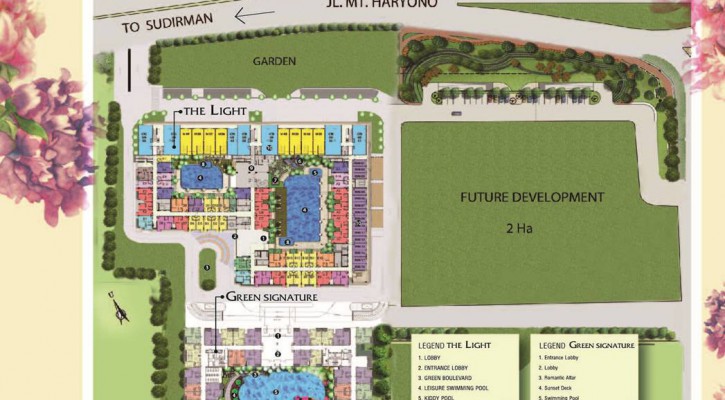 JL. MT. HARYONO
TO SUDIRMAN
GARDEN
THE LIGHT
FUTURE DEVELOPMENT
2 Ha
GREEN SIGNATURE
LEGEND THE LIGHT
1. LOBBY
2. ENTRANCE LOBBY
3. GREEN BOULEVARD
4. LEISURE SWIMMING POOL
5. KIDDY POOL
LEGEND GREEN SIGNATURE
1. Entrance Lobby
2. Lobby
3. Romantic Altar
4. Sunset Deck
5. Swimming Pool